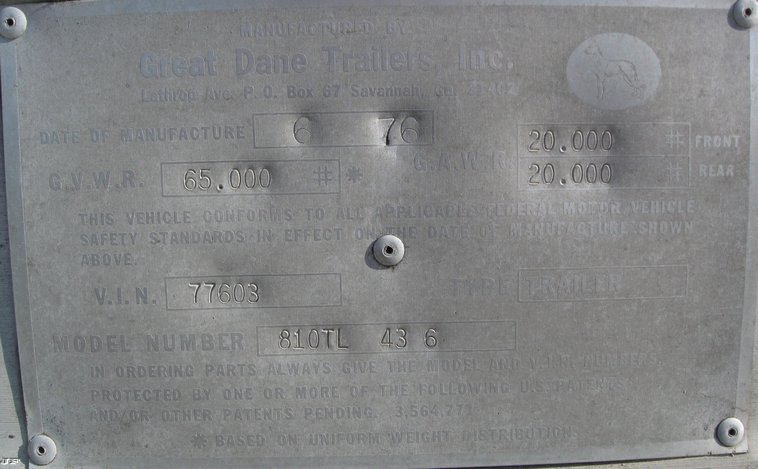 MANUFACTURED BY
Great Dane Trailers, Inc.
Lathrop Ave. P.O. Box 67 Savannah, Ga. 31402
DATE OF MANUFACTURE 6 76
G.A.W.R. 20.000 # FRONT
20.000 # REAR
G.V.W.R. 65.000 # *
THIS VEHICLE CONFORMS TO ALL APPLICABLE FEDERAL MOTOR VEHICLE
SAFETY STANDARDS IN EFFECT ON THE DATE OF MANUFACTURE SHOWN
ABOVE.
V.I.N. 77603 TYPE TRAILER
MODEL NUMBER 810TL 43 6
IN ORDERING PARTS ALWAYS GIVE THE MODEL AND V.I.N. NUMBERS.
PROTECTED BY ONE OR MORE OF THE FOLLOWING U.S. PATENTS
AND/OR OTHER PATENTS PENDING.
* BASED ON UNIFORM WEIGHT DISTRIBUTION